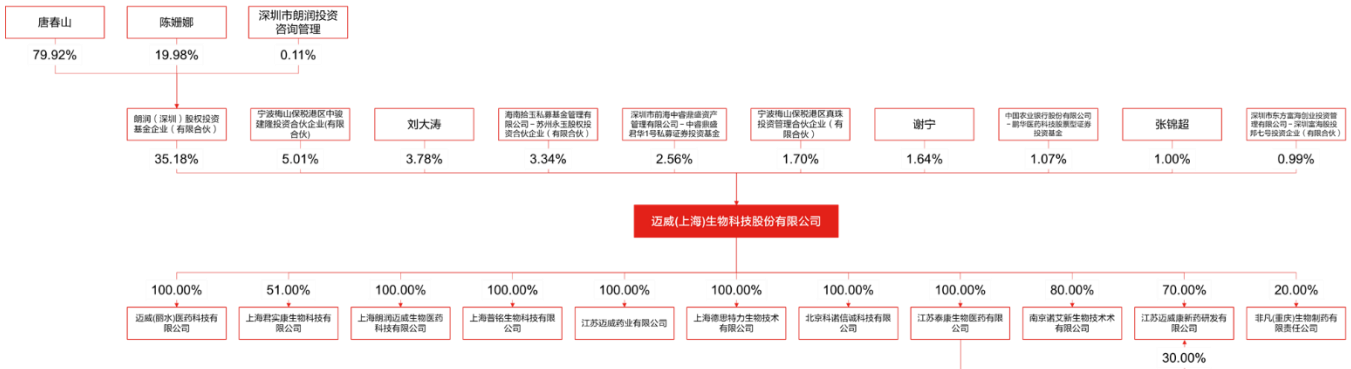 唐春山
陈姗娜
深圳市朗润投资
咨询管理
79.92%
19.98%
0.11%
朗润（深圳）股权投资
基金企业（有限合伙）
宁波梅山保税港区中骏
建隆投资合伙企业(有限
合伙)
刘大涛
海南拾玉私募基金管理有
限公司－苏州永玉股权投
资合伙企业（有限合伙）
深圳市前海中睿鼎盛资产
管理有限公司－中睿鼎盛
君华1号私募证券投资基金
宁波梅山保税港区真珠
投资管理合伙企业（有
限合伙）
谢宁
中国农业银行股份有限公司
－鹏华医药科技股票型证券
投资基金
张锦超
深圳市东方富海创业投资管
理有限公司－深圳富海股投
邦七号投资企业（有限合伙）
35.18%
5.01%
3.78%
3.34%
2.56%
1.70%
1.64%
1.07%
1.00%
0.99%
迈威(上海)生物科技股份有限公司
100.00%
51.00%
100.00%
100.00%
100.00%
100.00%
100.00%
100.00%
80.00%
70.00%
20.00%
迈威(丽水)医药科技有
限公司
上海君实康生物科技有
限公司
上海朗润迈威生物医药
科技有限公司
上海普铭生物科技有限
公司
江苏迈威药业有限公司
上海德思特力生物技术
有限公司
北京科诺信诚科技有限
公司
江苏泰康生物医药有限
公司
南京诺艾新生物技术术
有限公司
江苏迈威康新药研发有
限公司
非凡(重庆)生物制药有
限责任公司
30.00%